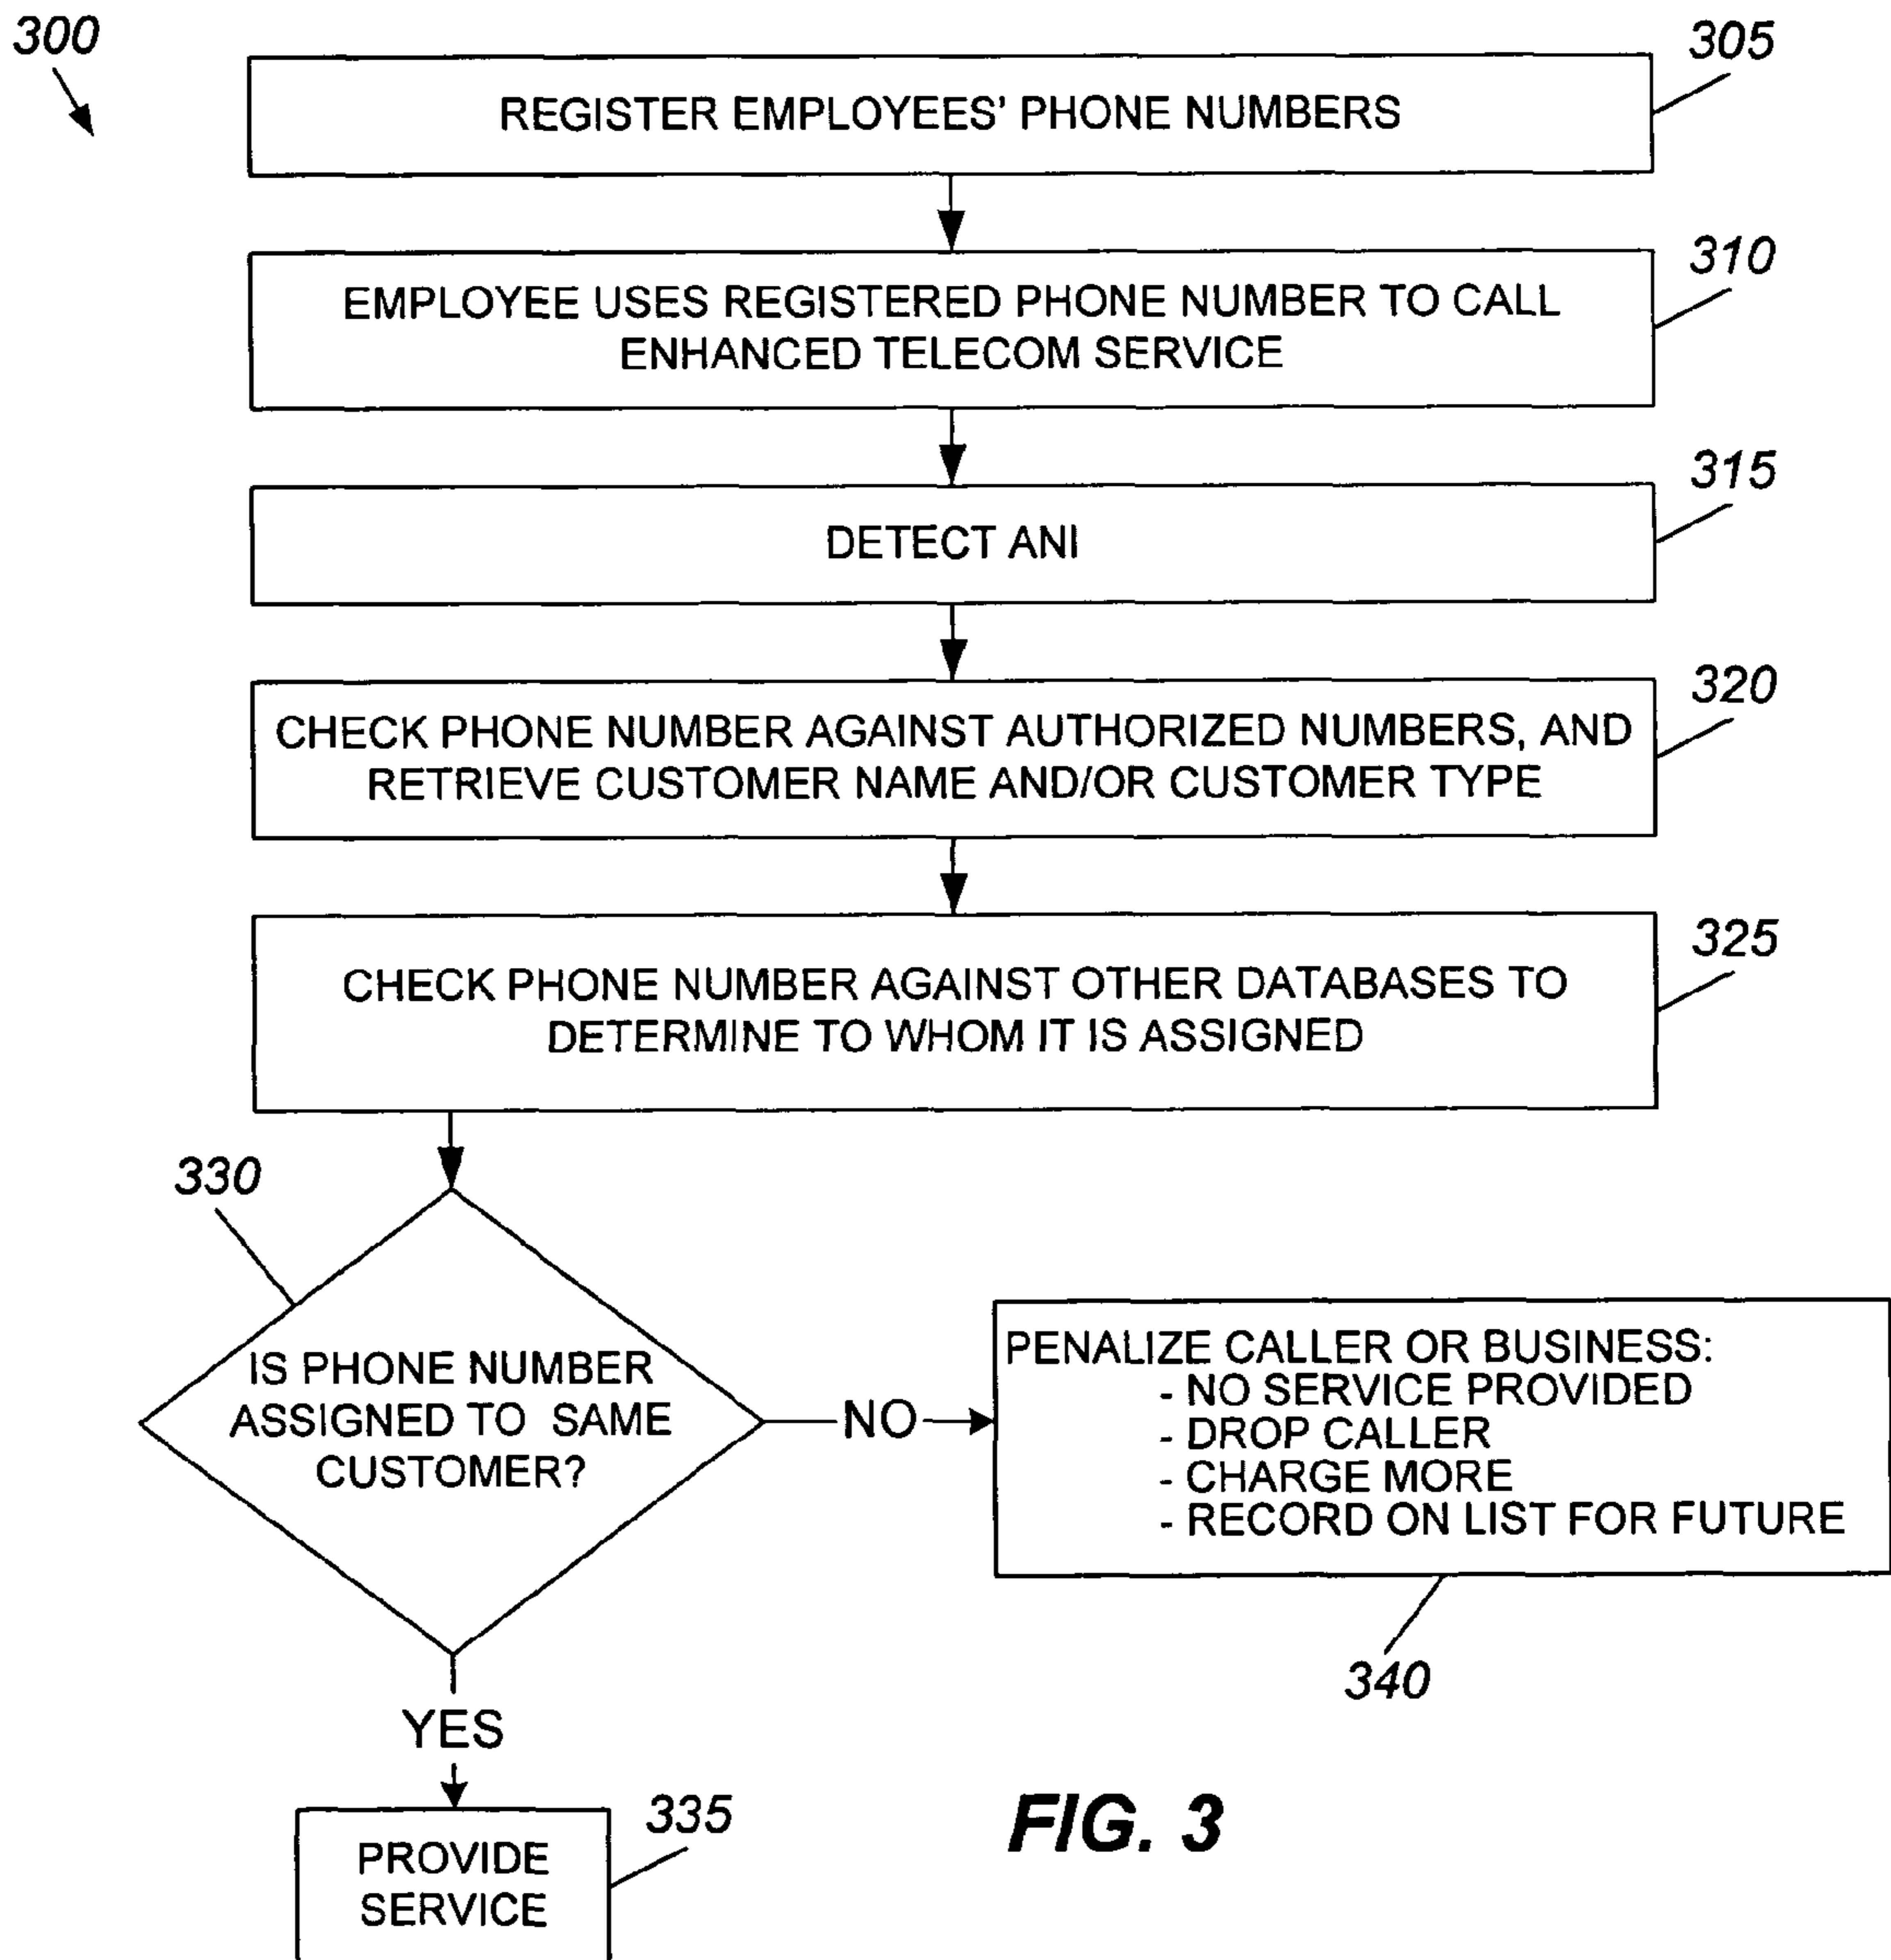 300
305
REGISTER EMPLOYEES' PHONE NUMBERS
310
EMPLOYEE USES REGISTERED PHONE NUMBER TO CALL
ENHANCED TELECOM SERVICE
315
DETECT ANI
320
CHECK PHONE NUMBER AGAINST AUTHORIZED NUMBERS, AND
RETRIEVE CUSTOMER NAME AND/OR CUSTOMER TYPE
325
CHECK PHONE NUMBER AGAINST OTHER DATABASES TO
DETERMINE TO WHOM IT IS ASSIGNED
330
IS PHONE NUMBER
ASSIGNED TO SAME
CUSTOMER?
NO
PENALIZE CALLER OR BUSINESS:
- NO SERVICE PROVIDED
- DROP CALLER
- CHARGE MORE
- RECORD ON LIST FOR FUTURE
340
YES
335
PROVIDE
SERVICE
FIG. 3